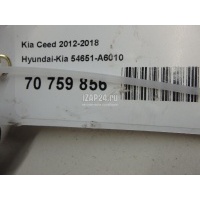 Kia Ceed 2012-2018
Hyundai-Kia 54651-A6010
70 759 856
IZAP24.ru